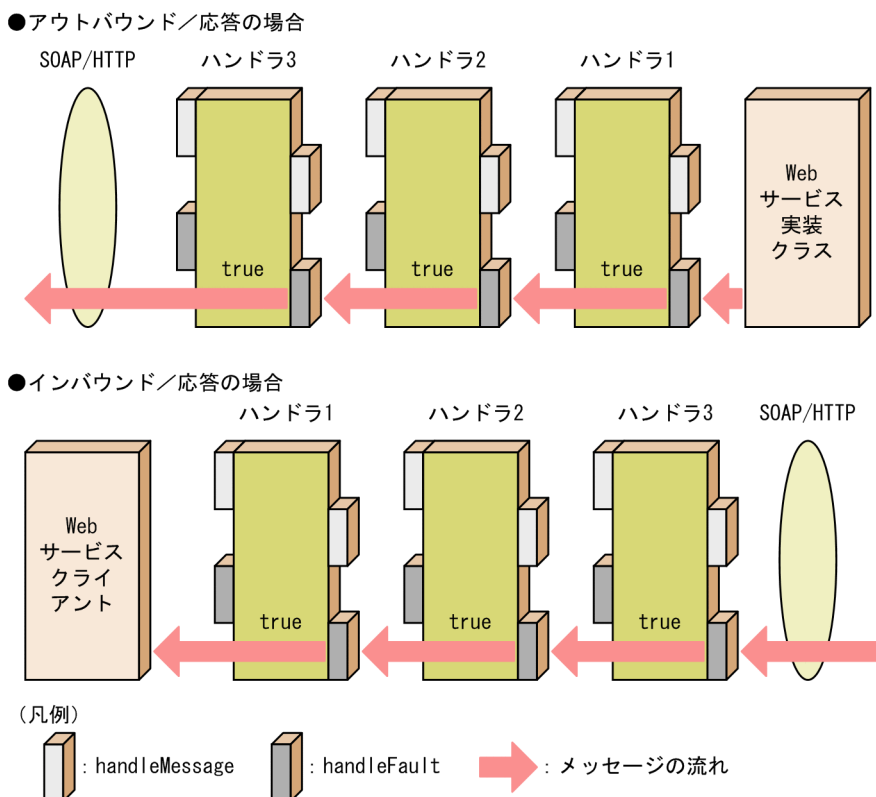 ●アウトバウンド／応答の場合
SOAP/HTTP ハンドラ3 ハンドラ2 ハンドラ1
Web
サービス
実装
クラス
true true true
●インバウンド／応答の場合
ハンドラ1 ハンドラ2 ハンドラ3 SOAP/HTTP
Web
サービス
クライ
アント
true true true
（凡例）
：handleMessage ：handleFault ：メッセージの流れ